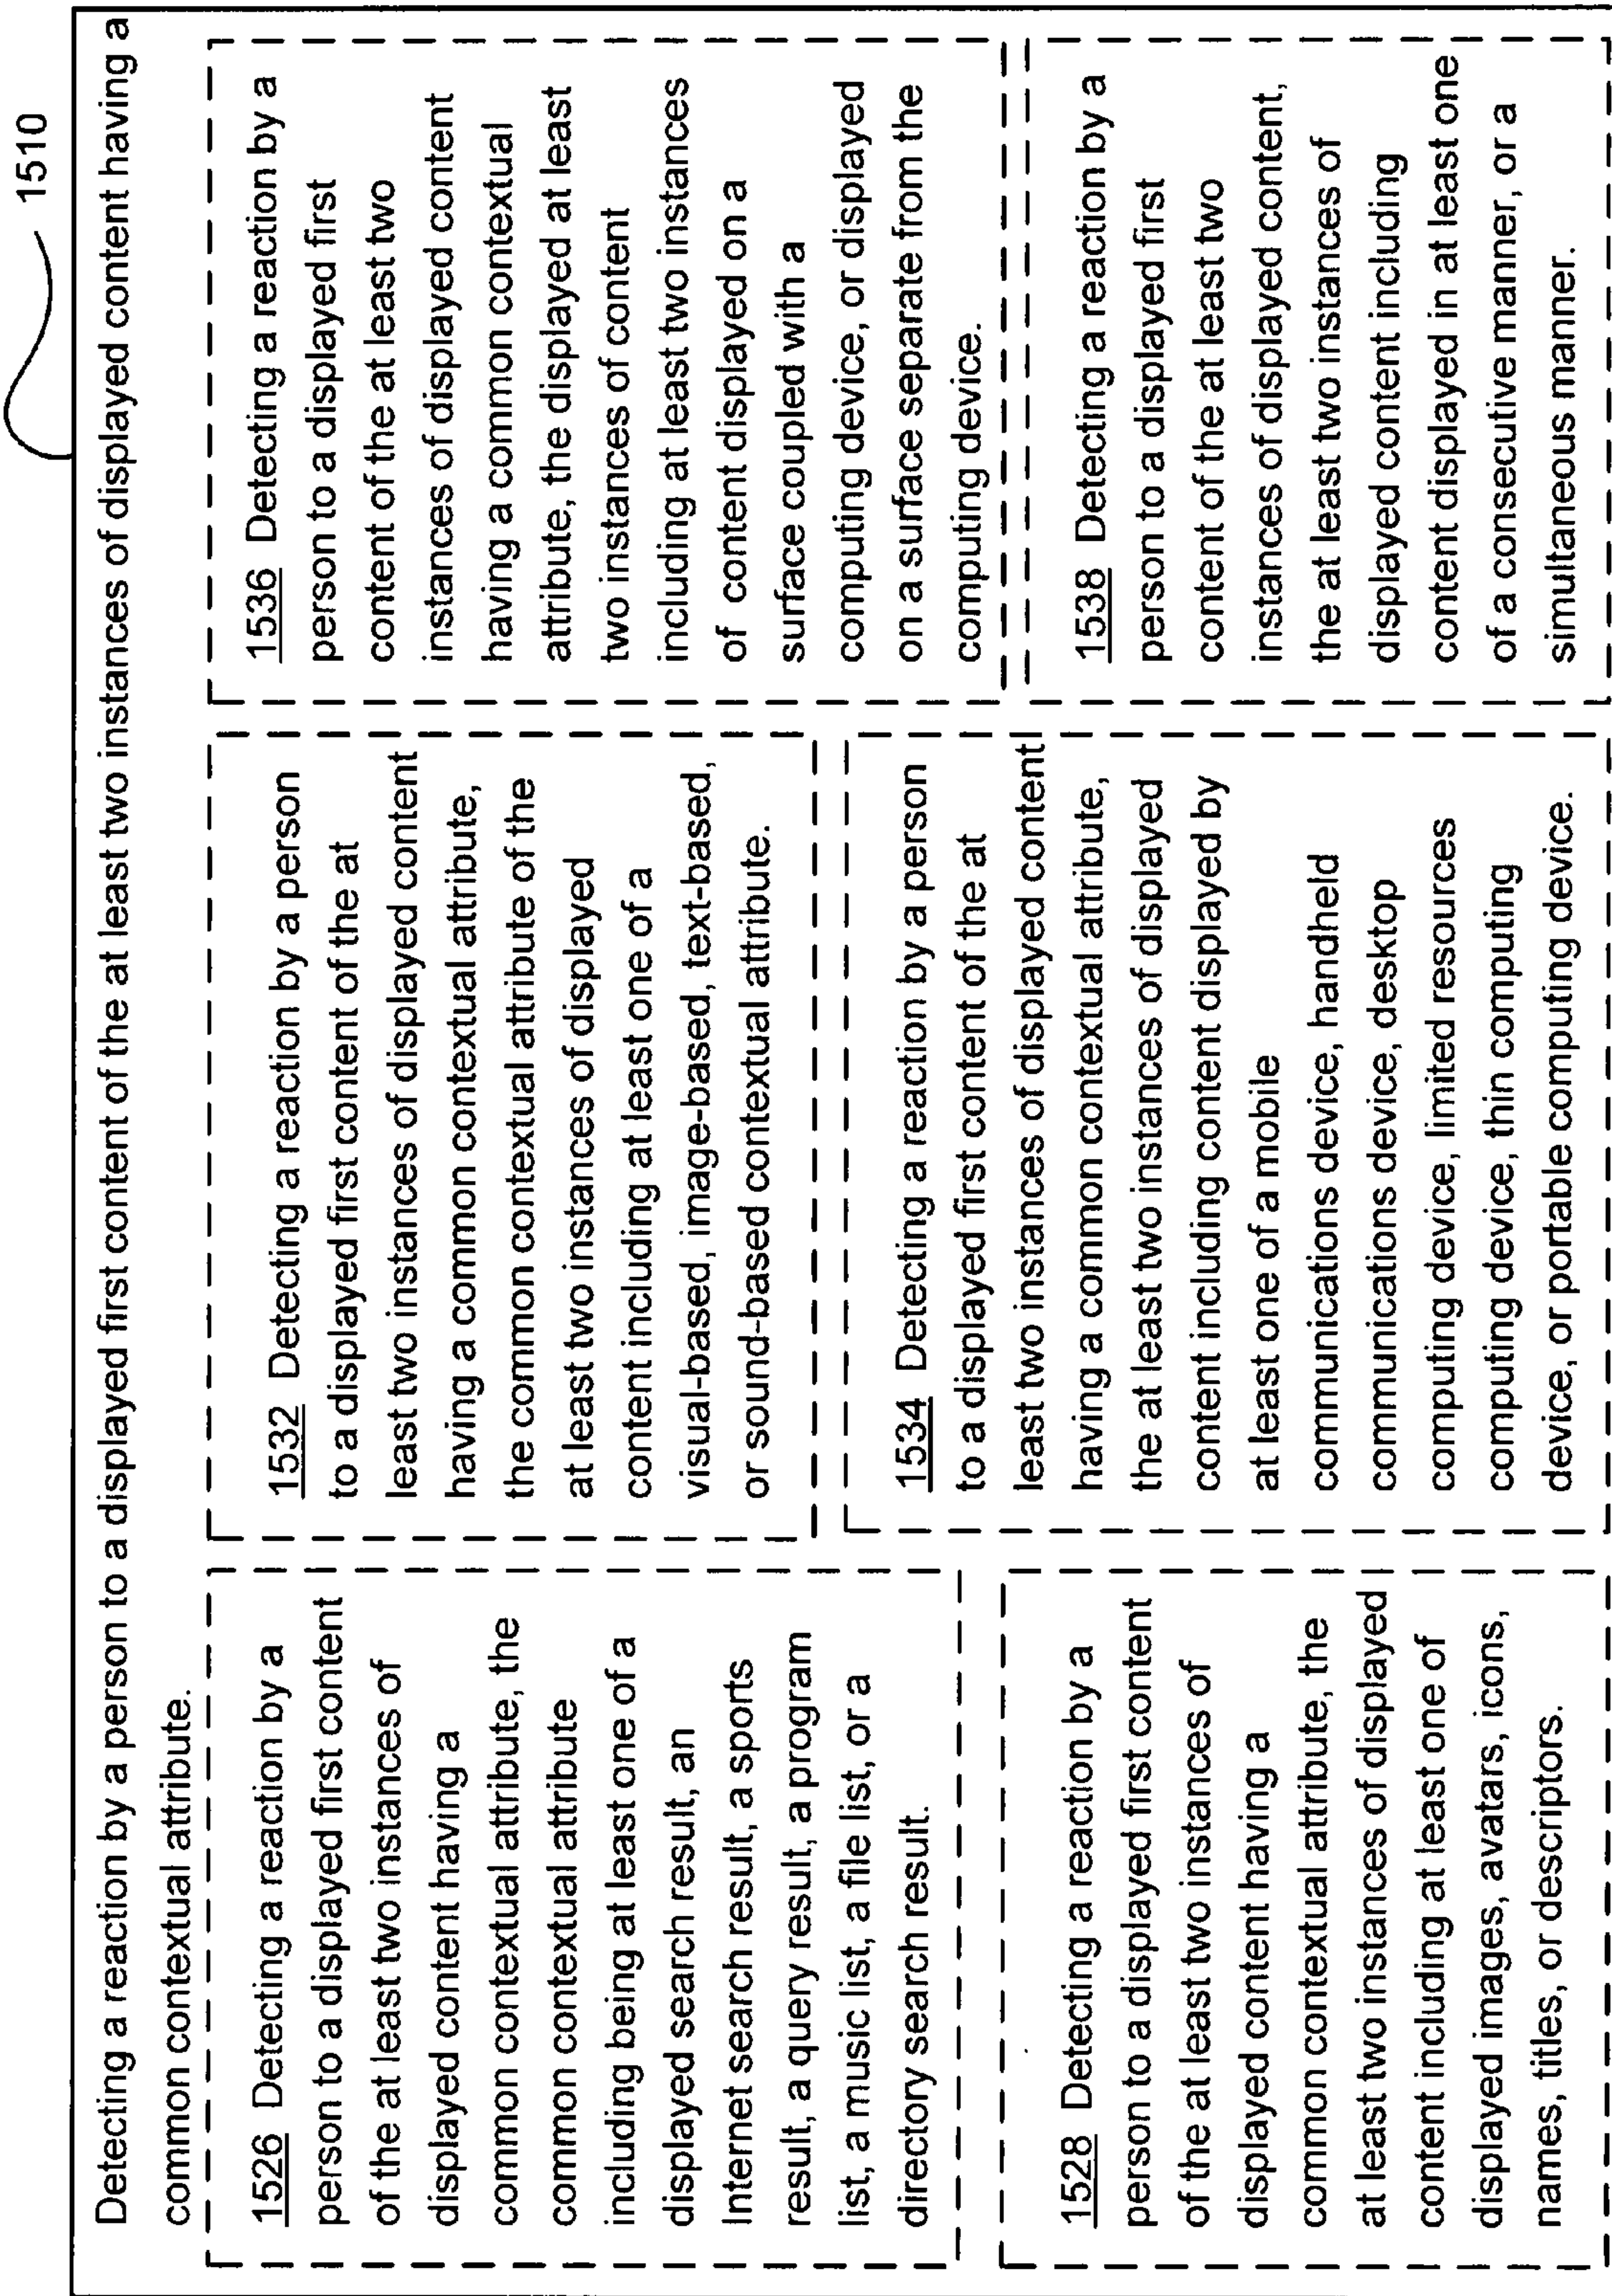 1510
Detecting a reaction by a person to a displayed first content of the at least two instances of displayed content having a
common contextual attribute.
1526 Detecting a reaction by a
person to a displayed first content
of the at least two instances of
displayed content having a
common contextual attribute, the
common contextual attribute
including being at least one of a
displayed search result, an
Internet search result, a sports
result, a query result, a program
list, a music list, a file list, or a
directory search result.
1528 Detecting a reaction by a
person to a displayed first content
of the at least two instances of
displayed content having a
common contextual attribute, the
at least two instances of displayed
content including at least one of
displayed images, avatars, icons,
names, titles, or descriptors.
1532 Detecting a reaction by a person
to a displayed first content of the at
least two instances of displayed content
having a common contextual attribute,
the common contextual attribute of the
at least two instances of displayed
content including at least one of a
visual-based, image-based, text-based,
or sound-based contextual attribute.
1534 Detecting a reaction by a person
to a displayed first content of the at
least two instances of displayed content
having a common contextual attribute,
the at least two instances of displayed
content including content displayed by
at least one of a mobile
communications device, handheld
communications device, desktop
computing device, limited resources
computing device, thin computing
device, or portable computing device.
1536 Detecting a reaction by a
person to a displayed first
content of the at least two
instances of displayed content
having a common contextual
attribute, the displayed at least
two instances of content
including at least two instances
of content displayed on a
surface coupled with a
computing device, or displayed
on a surface separate from the
computing device.
1538 Detecting a reaction by a
person to a displayed first
content of the at least two
instances of displayed content,
the at least two instances of
displayed content including
content displayed in at least one
of a consecutive manner, or a
simultaneous manner.